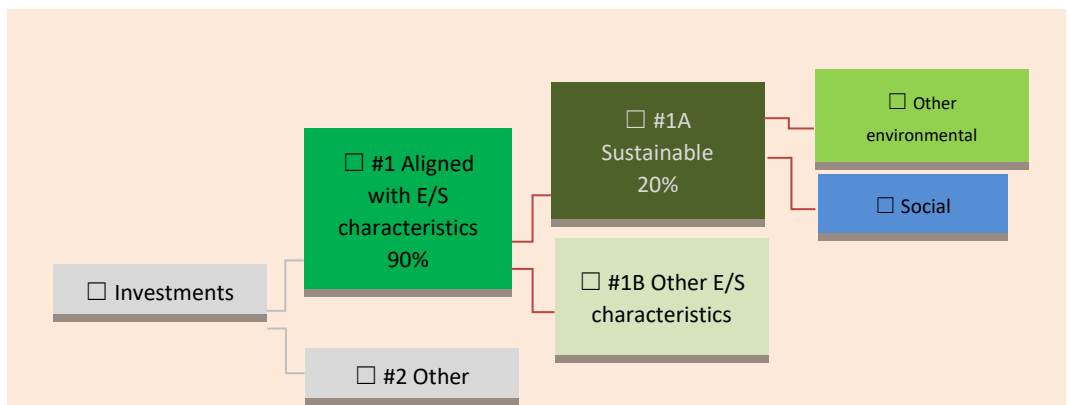 ☐ Investments
☐ #1 Aligned
with E/S
characteristics
90%
☐ #2 Other
☐ #1A
Sustainable
20%
☐ #1B Other E/S
characteristics
☐ Other
environmental
☐ Social